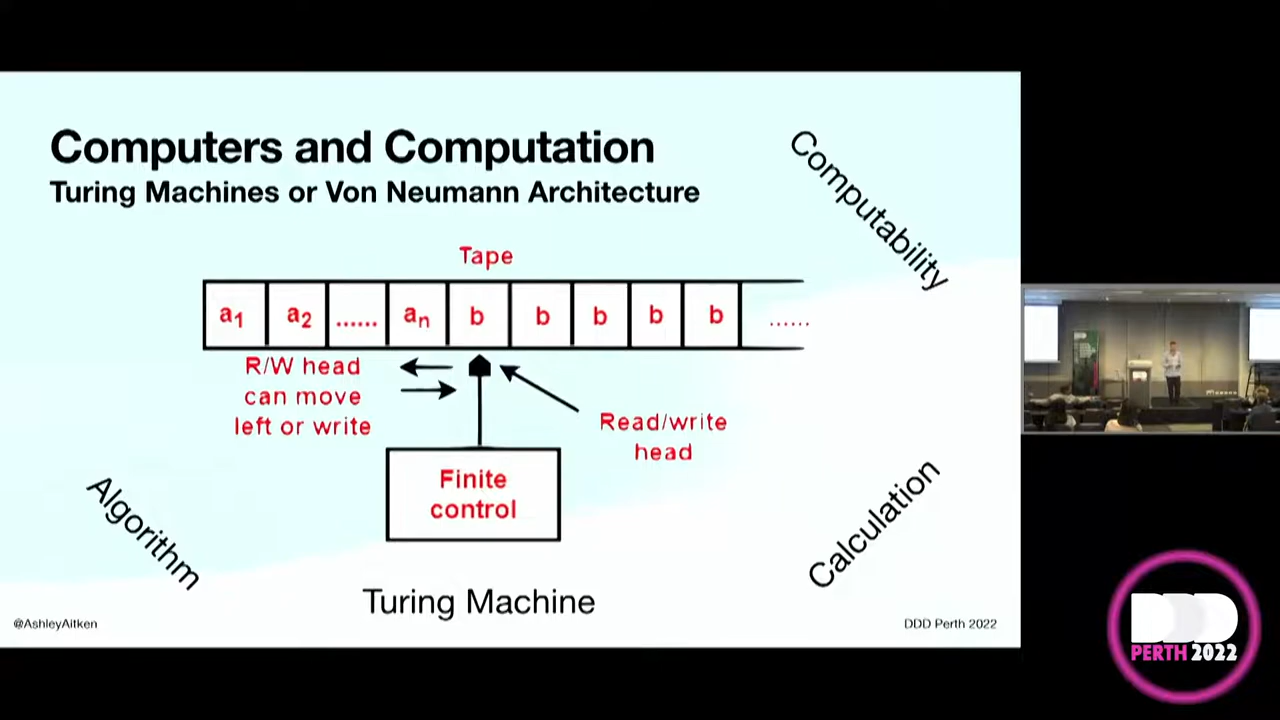 Computers and Computation
Turing Machines or Von Neumann Architecture
Computability
Tape
a1 a2 ...... an b b b b b ......
R/W head
can move
left or write
Read/write
head
Finite
control
Algorithm
Calculation
Turing Machine
@AshleyAitken
DDD Perth 2022
DDD
PERTH 2022